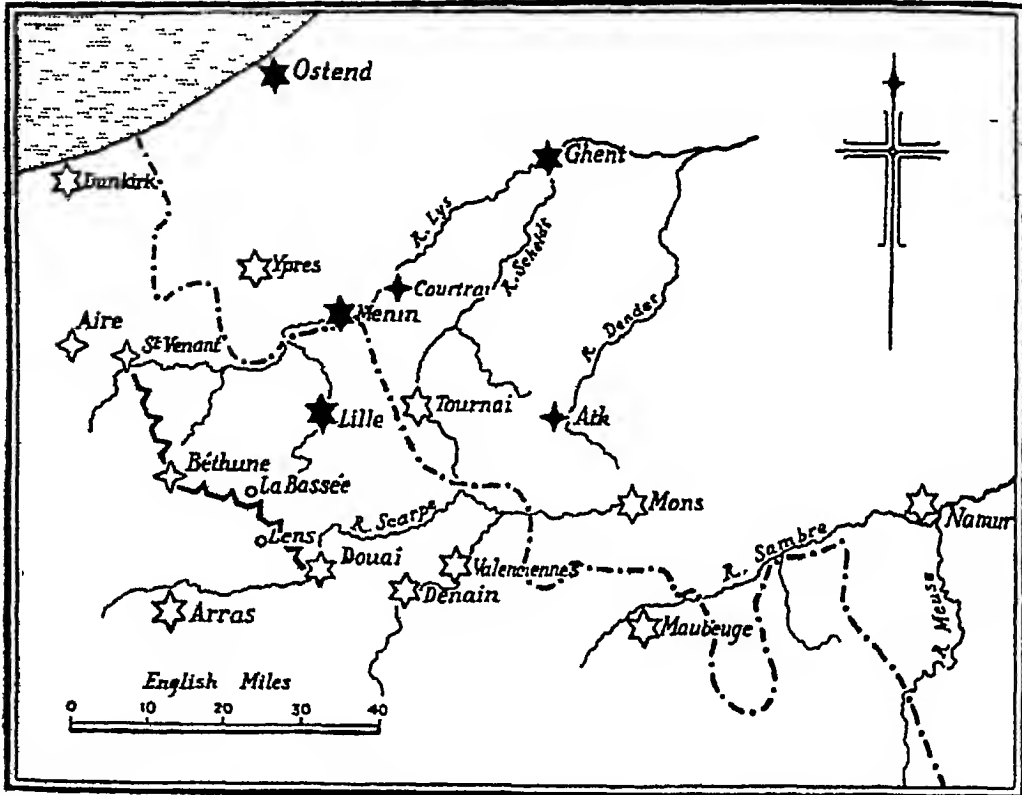 Ostend
Ghent
Dunkirk
R. Lys
R. Scheldt
Ypres
Courtrai
Menin
R. Dender
Aire
St Venant
Tournai
Lille
Ath
Béthune
La Bassée
Mons
Namur
R. Scarpe
Lens
R. Sambre
Douai
Valenciennes
Denain
R. Meuse
Arras
Maubeuge
English Miles
0 10 20 30 40